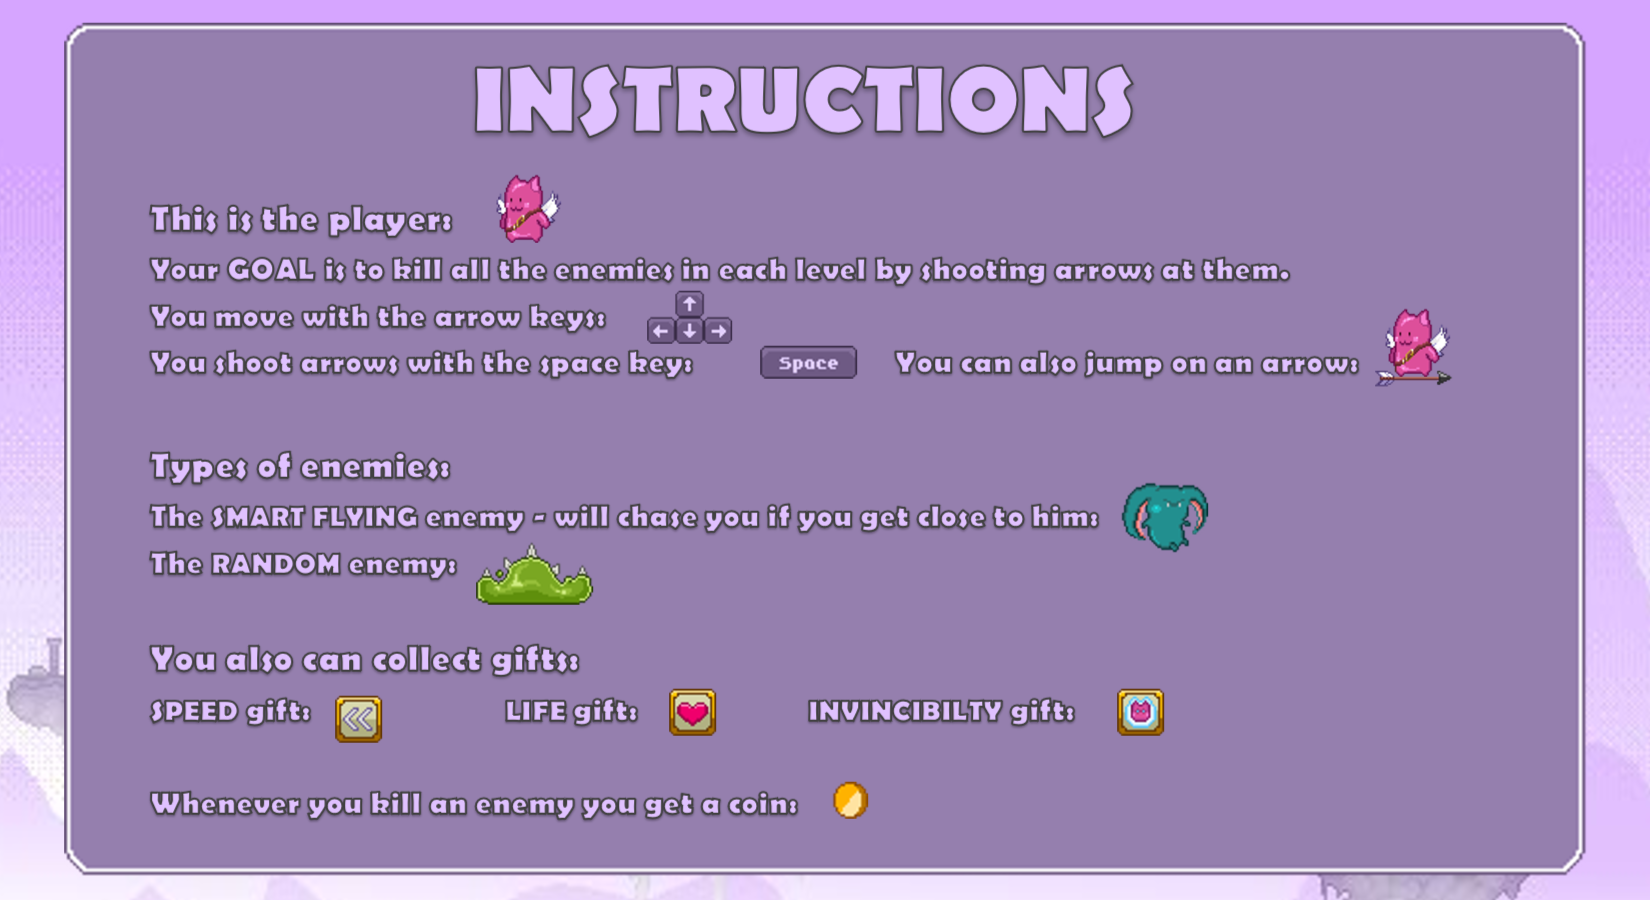 INSTRUCTIONS
This is the player:
Your GOAL is to kill all the enemies in each level by shooting arrows at them.
You move with the arrow keys:
You shoot arrows with the space key:
Space
You can also jump on an arrow:
Types of enemies:
The SMART FLYING enemy - will chase you if you get close to him:
The RANDOM enemy:
You also can collect gifts:
SPEED gift:
LIFE gift:
INVINCIBILTY gift:
Whenever you kill an enemy you get a coin: